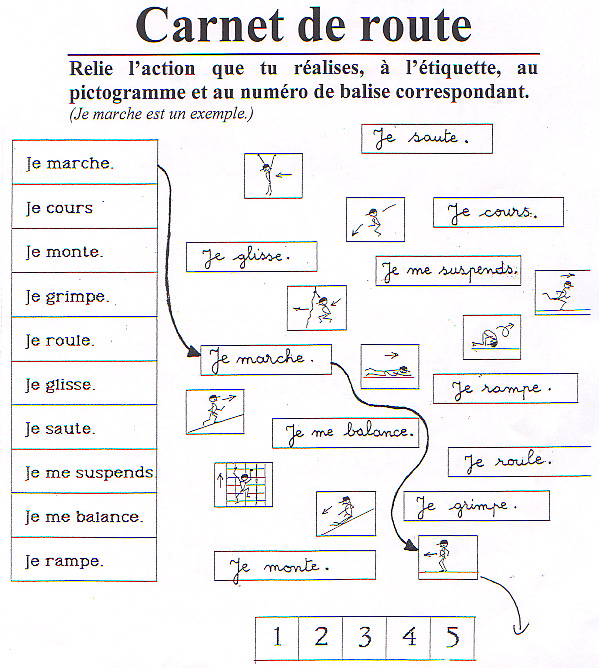 Carnet de route
Relie l'action que tu réalises, à l'étiquette, au
pictogramme et au numéro de balise correspondant.
(Je marche est un exemple.)
Je marche.
Je cours
Je monte.
Je grimpe.
Je roule.
Je glisse.
Je saute.
Je me suspends
Je me balance.
Je rampe.
Je saute.
Je cours.
Je glisse.
Je me suspends.
Je marche.
Je rampe.
Je me balance.
Je roule.
Je grimpe.
Je monte.
1 2 3 4 5